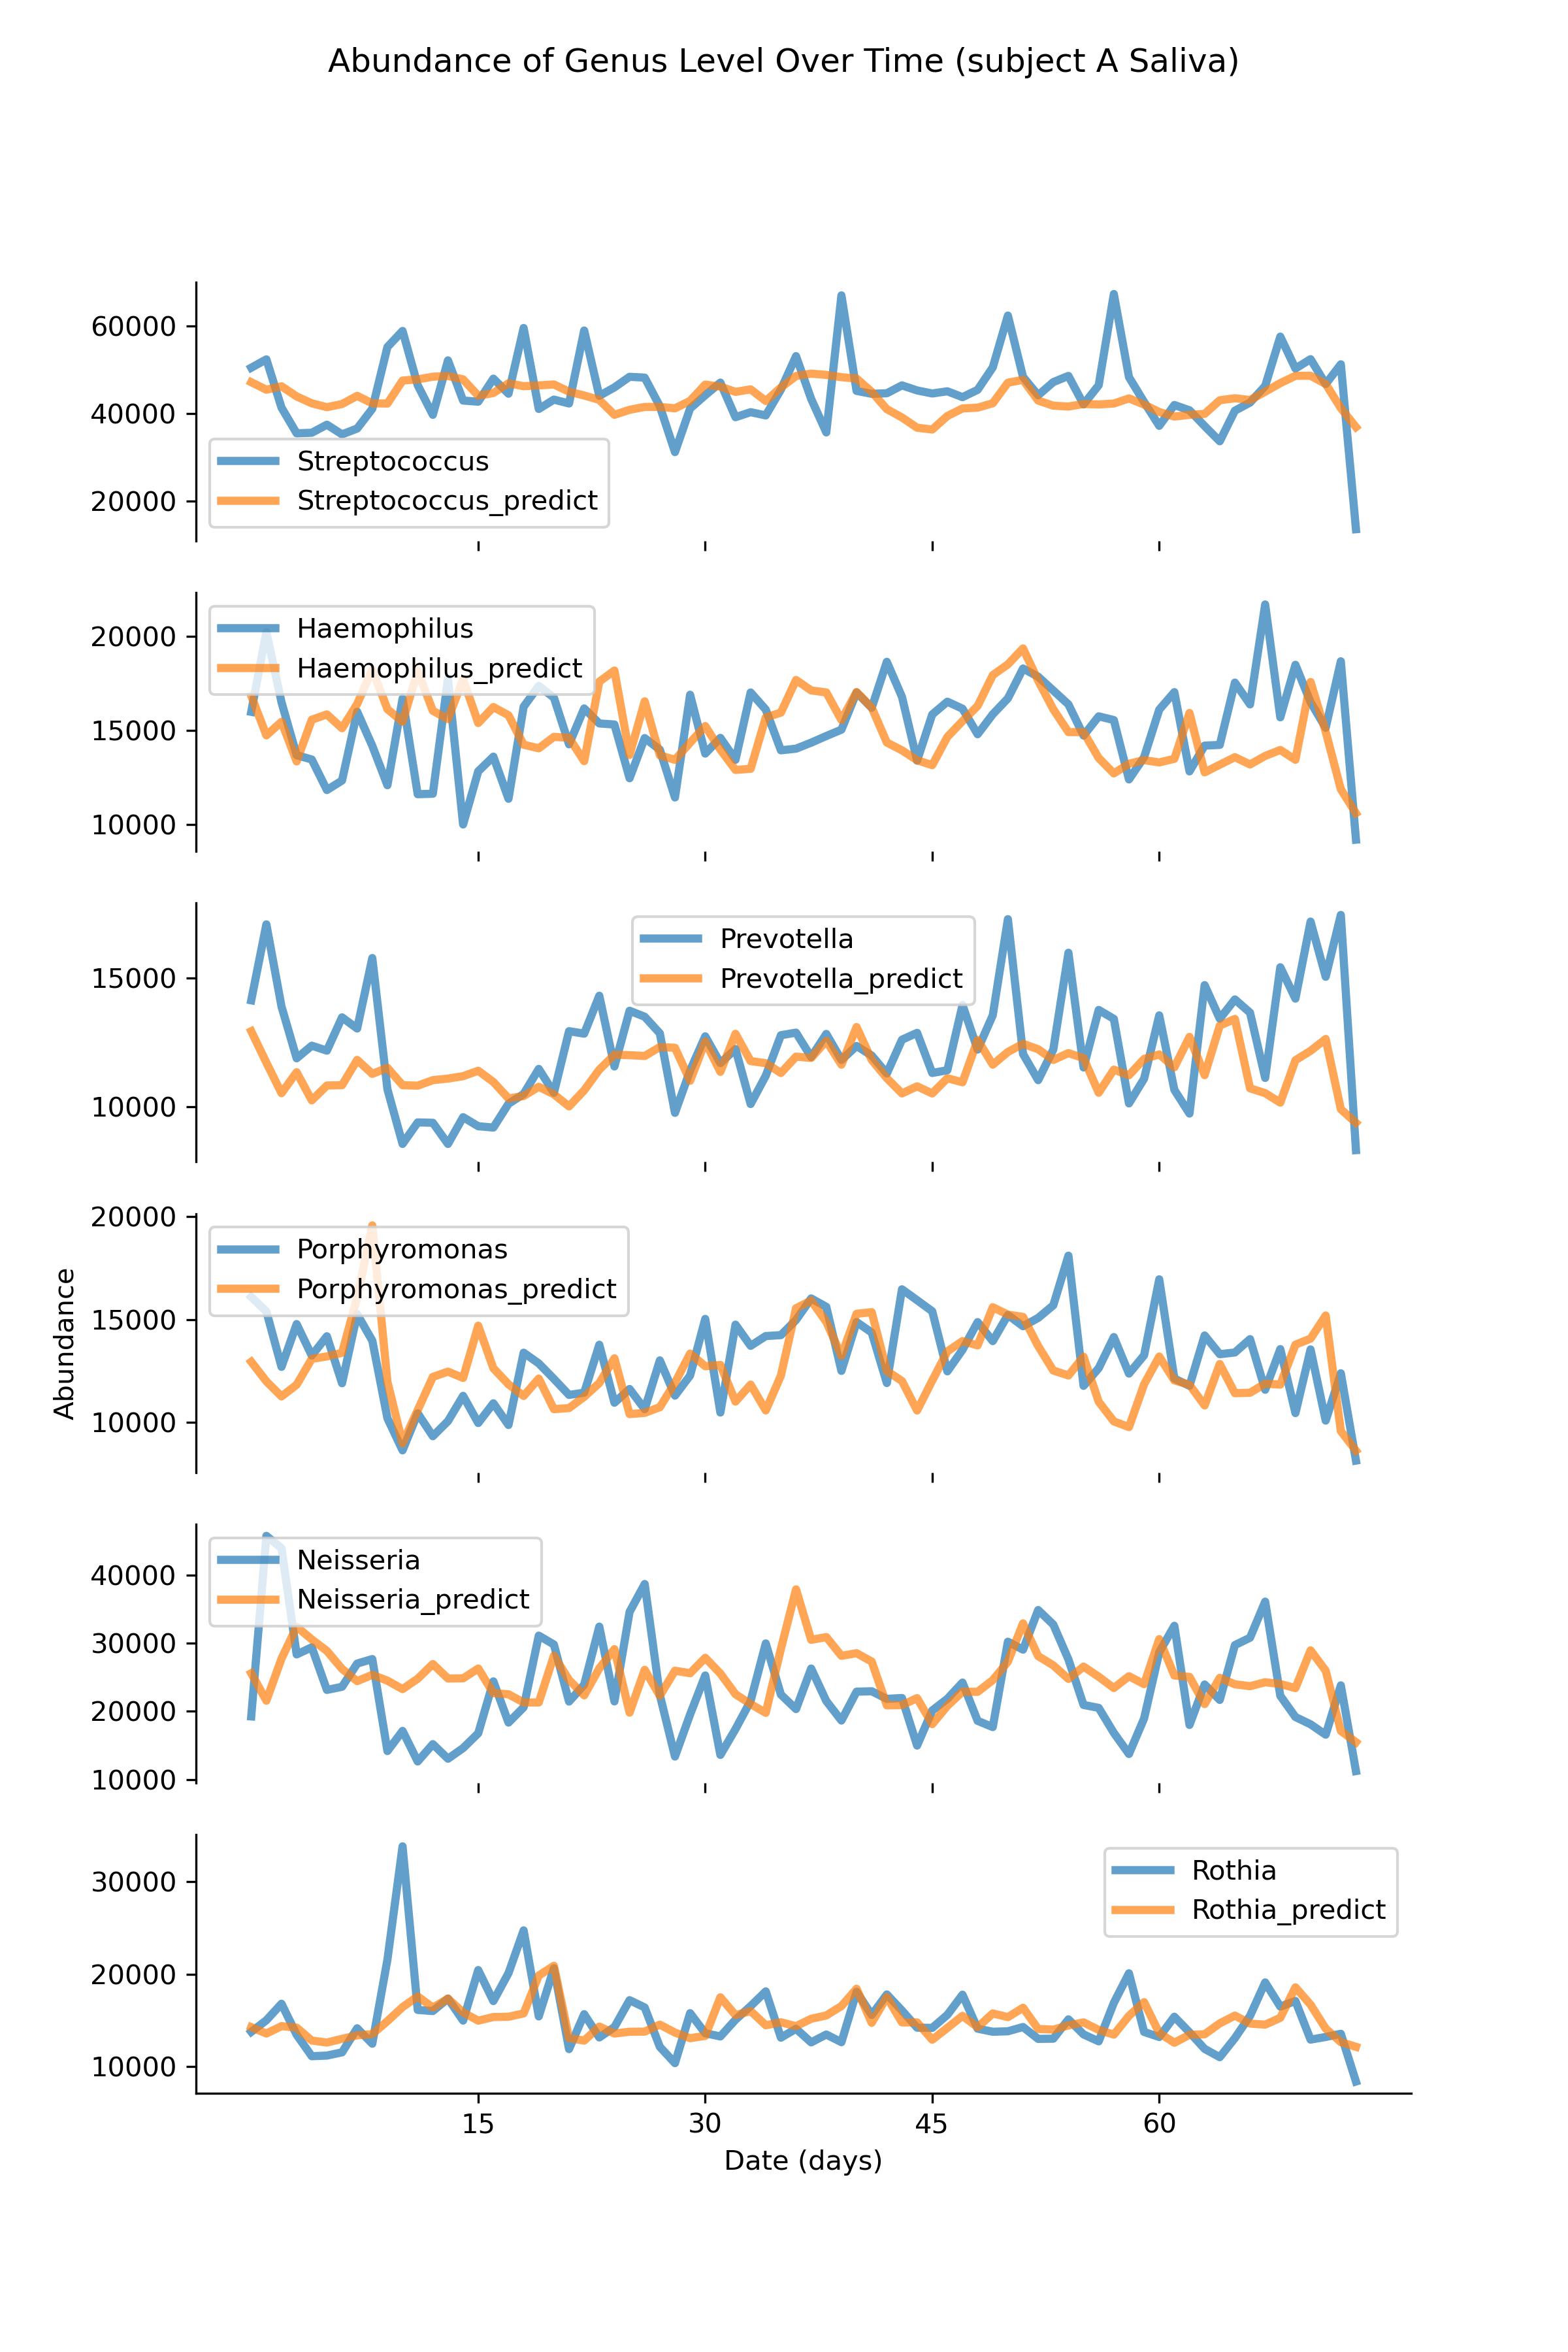 Abundance of Genus Level Over Time (subject A Saliva)
60000
40000
20000
Streptococcus
Streptococcus_predict
20000
15000
10000
Haemophilus
Haemophilus_predict
15000
10000
Prevotella
Prevotella_predict
Abundance
20000
15000
10000
Porphyromonas
Porphyromonas_predict
40000
30000
20000
10000
Neisseria
Neisseria_predict
30000
20000
10000
Rothia
Rothia_predict
15 30 45 60
Date (days)